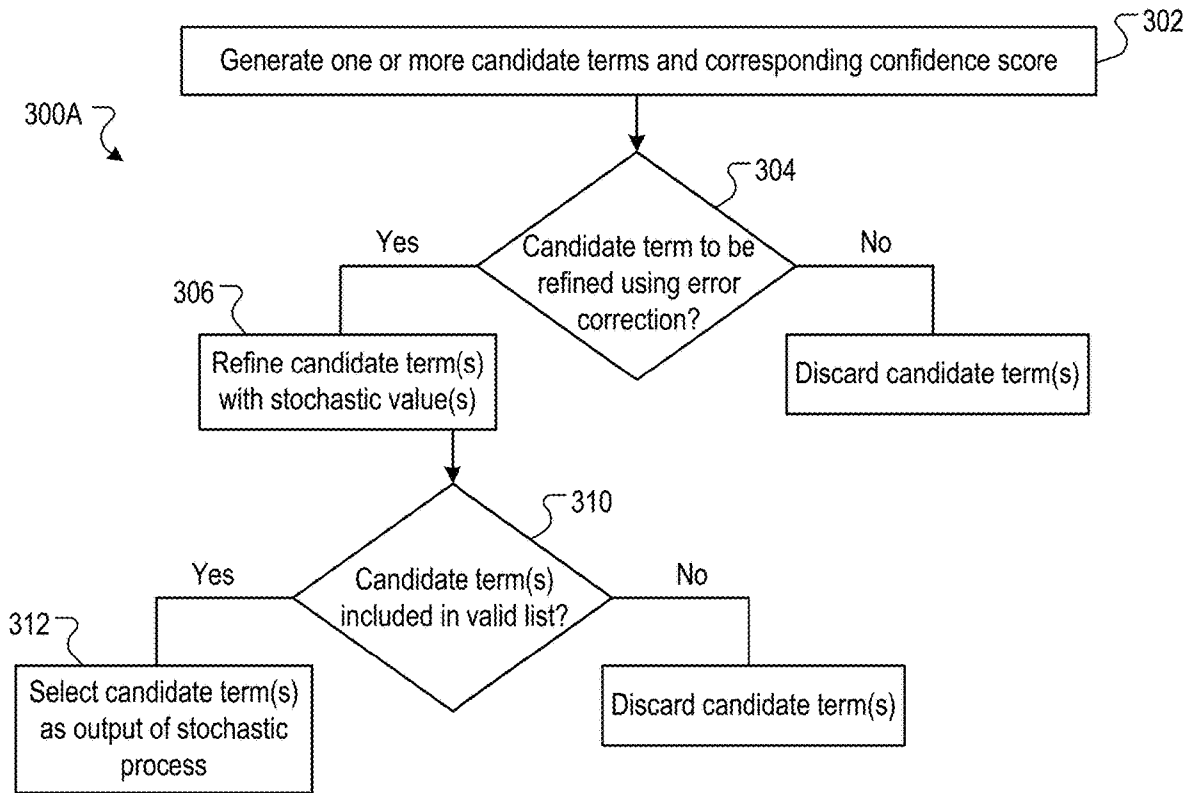 302
Generate one or more candidate terms and corresponding confidence score
300A
304
Yes
Candidate term to be
refined using error
correction?
No
306
Refine candidate term(s)
with stochastic value(s)
Discard candidate term(s)
310
Yes
Candidate term(s)
included in valid list?
No
312
Select candidate term(s)
as output of stochastic
process
Discard candidate term(s)